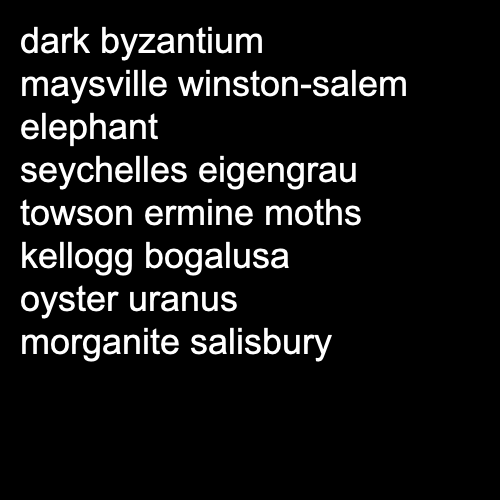 dark byzantium
maysville winston-salem
elephant
seychelles eigengrau
towson ermine moths
kellogg bogalusa
oyster uranus
morganite salisbury